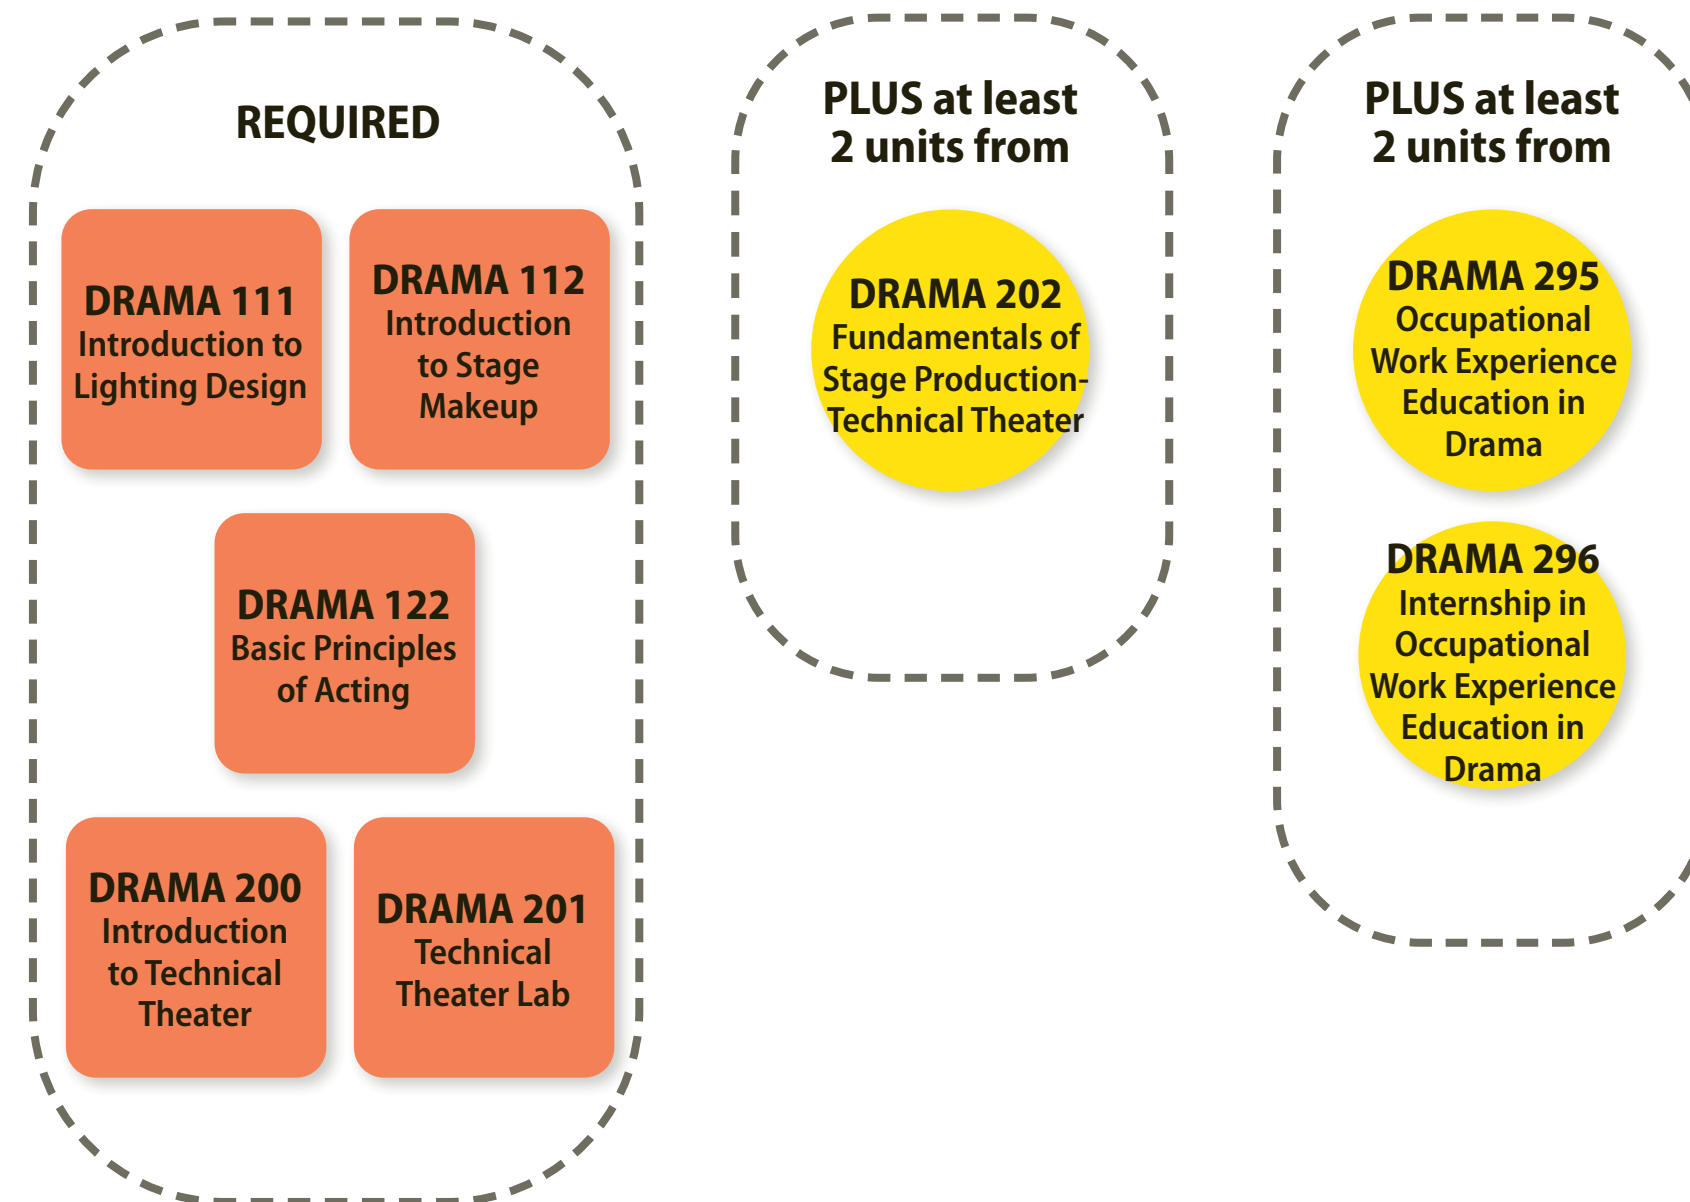 REQUIRED
DRAMA 111
Introduction to
Lighting Design
DRAMA 112
Introduction
to Stage
Makeup
DRAMA 122
Basic Principles
of Acting
DRAMA 200
Introduction
to Technical
Theater
DRAMA 201
Technical
Theater Lab
PLUS at least
2 units from
DRAMA 202
Fundamentals of
Stage Production-
Technical Theater
PLUS at least
2 units from
DRAMA 295
Occupational
Work Experience
Education in
Drama
DRAMA 296
Internship in
Occupational
Work Experience
Education in
Drama